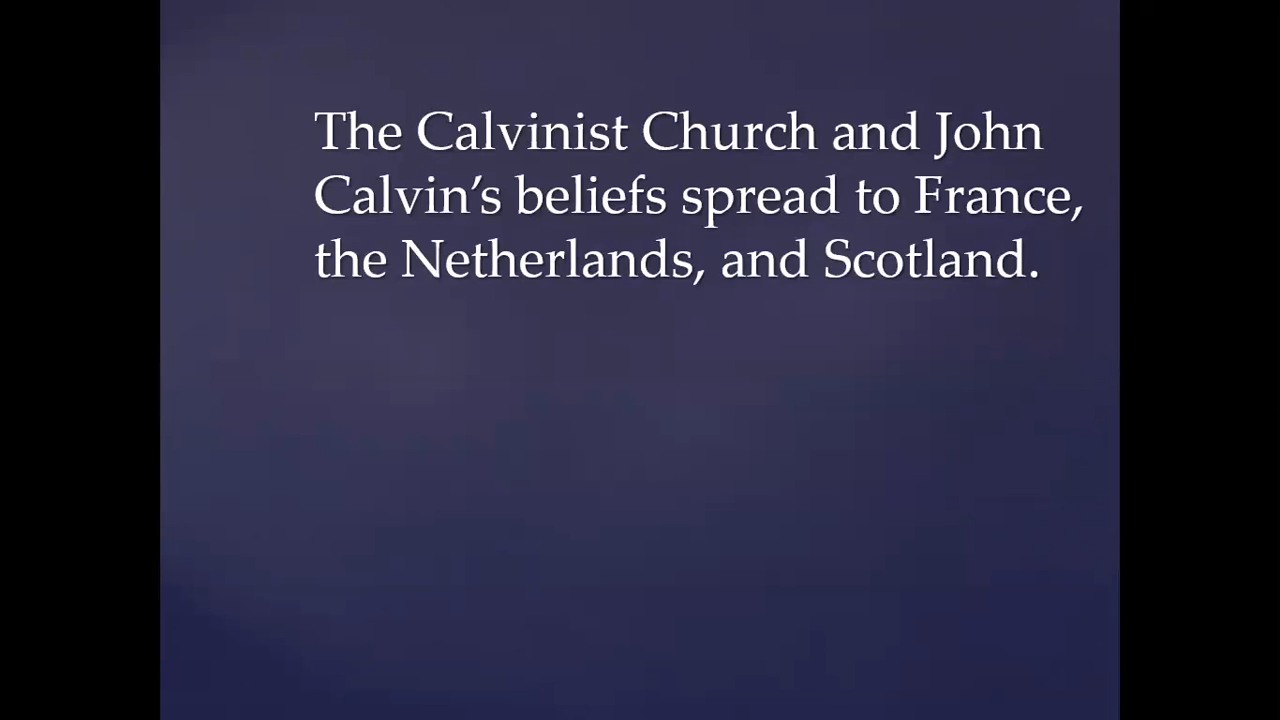 The Calvinist Church and John
Calvin’s beliefs spread to France,
the Netherlands, and Scotland.